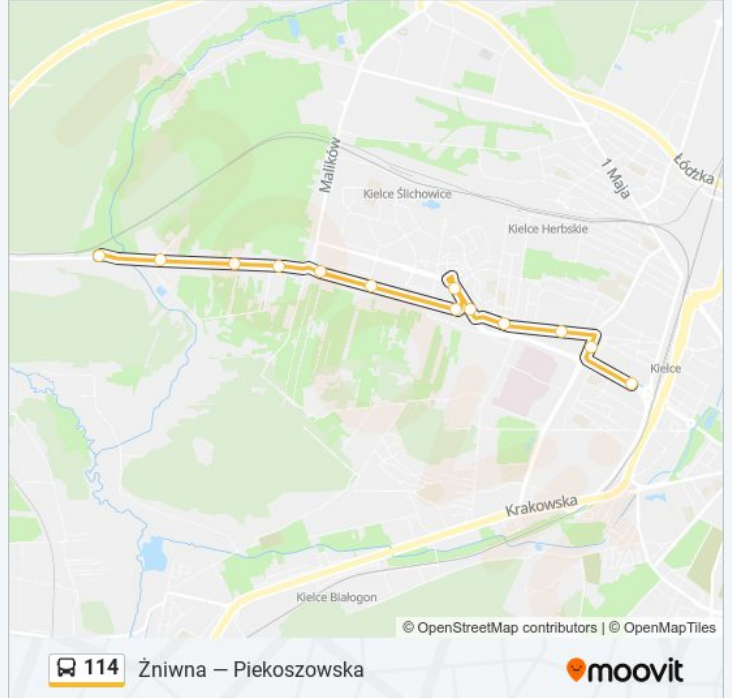 Malików
1 Maja
Łódzka
Kielce Ślichowice
Kielce Herbskie
Kielce
Krakowska
Kielce Białogon
© OpenStreetMap contributors | © OpenMapTiles
114 Żniwna — Piekoszowska
moovit